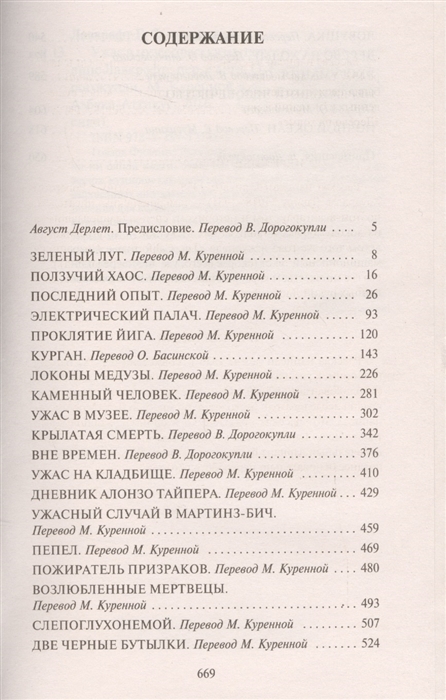 СОДЕРЖАНИЕ
Август Дерлет. Предисловие. Перевод В. Дорогокупли .... 5
ЗЕЛЕНЫЙ ЛУГ. Перевод М. Куренной .................... 8
ПОЛЗУЧИЙ ХАОС. Перевод М. Куренной ............... 16
ПОСЛЕДНИЙ ОПЫТ. Перевод М. Куренной ............. 26
ЭЛЕКТРИЧЕСКИЙ ПАЛАЧ. Перевод М. Куренной ...... 93
ПРОКЛЯТИЕ ЙИГА. Перевод М. Куренной ............. 120
КУРГАН. Перевод О. Басинской ......................... 143
ЛОКОНЫ МЕДУЗЫ. Перевод М. Куренной .............. 226
КАМЕННЫЙ ЧЕЛОВЕК. Перевод М. Куренной .......... 281
УЖАС В МУЗЕЕ. Перевод М. Куренной .................. 302
КРЫЛАТАЯ СМЕРТЬ. Перевод В. Дорогокупли ......... 342
ВНЕ ВРЕМЕН. Перевод В. Дорогокупли ................. 376
УЖАС НА КЛАДБИЩЕ. Перевод М. Куренной .......... 410
ДНЕВНИК АЛОНЗО ТАЙПЕРА. Перевод М. Куренной .. 429
УЖАСНЫЙ СЛУЧАЙ В МАРТИНЗ-БИЧ.
Перевод М. Куренной .................................. 459
ПЕПЕЛ. Перевод М. Куренной .......................... 469
ПОЖИРАТЕЛЬ ПРИЗРАКОВ. Перевод М. Куренной ..... 480
ВОЗЛЮБЛЕННЫЕ МЕРТВЕЦЫ.
Перевод М. Куренной .................................. 493
СЛЕПОГЛУХОНЕМОЙ. Перевод М. Куренной ........... 507
ДВЕ ЧЕРНЫЕ БУТЫЛКИ. Перевод М. Куренной ........ 524
669